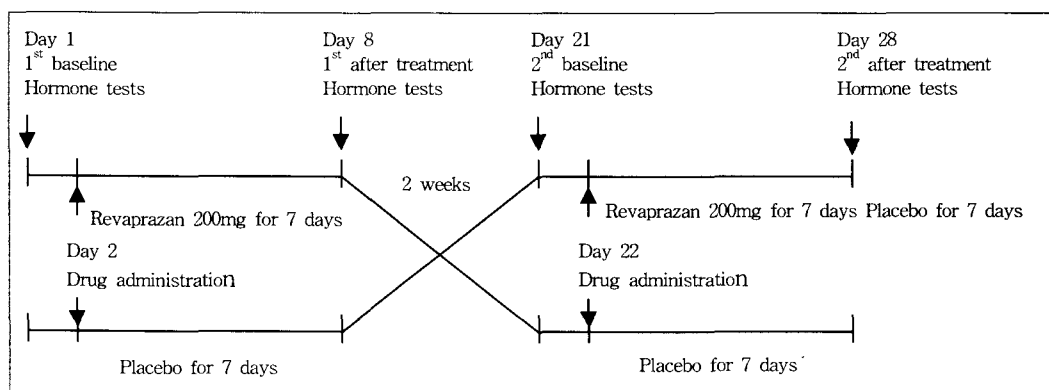 Day 1
1st baseline
Hormone tests
Day 8
1st after treatment
Hormone tests
Day 21
2nd baseline
Hormone tests
Day 28
2nd after treatment
Hormone tests
2 weeks
Revaprazan 200mg for 7 days
Revaprazan 200mg for 7 days Placebo for 7 days
Day 2
Drug administration
Day 22
Drug administration
Placebo for 7 days
Placebo for 7 days